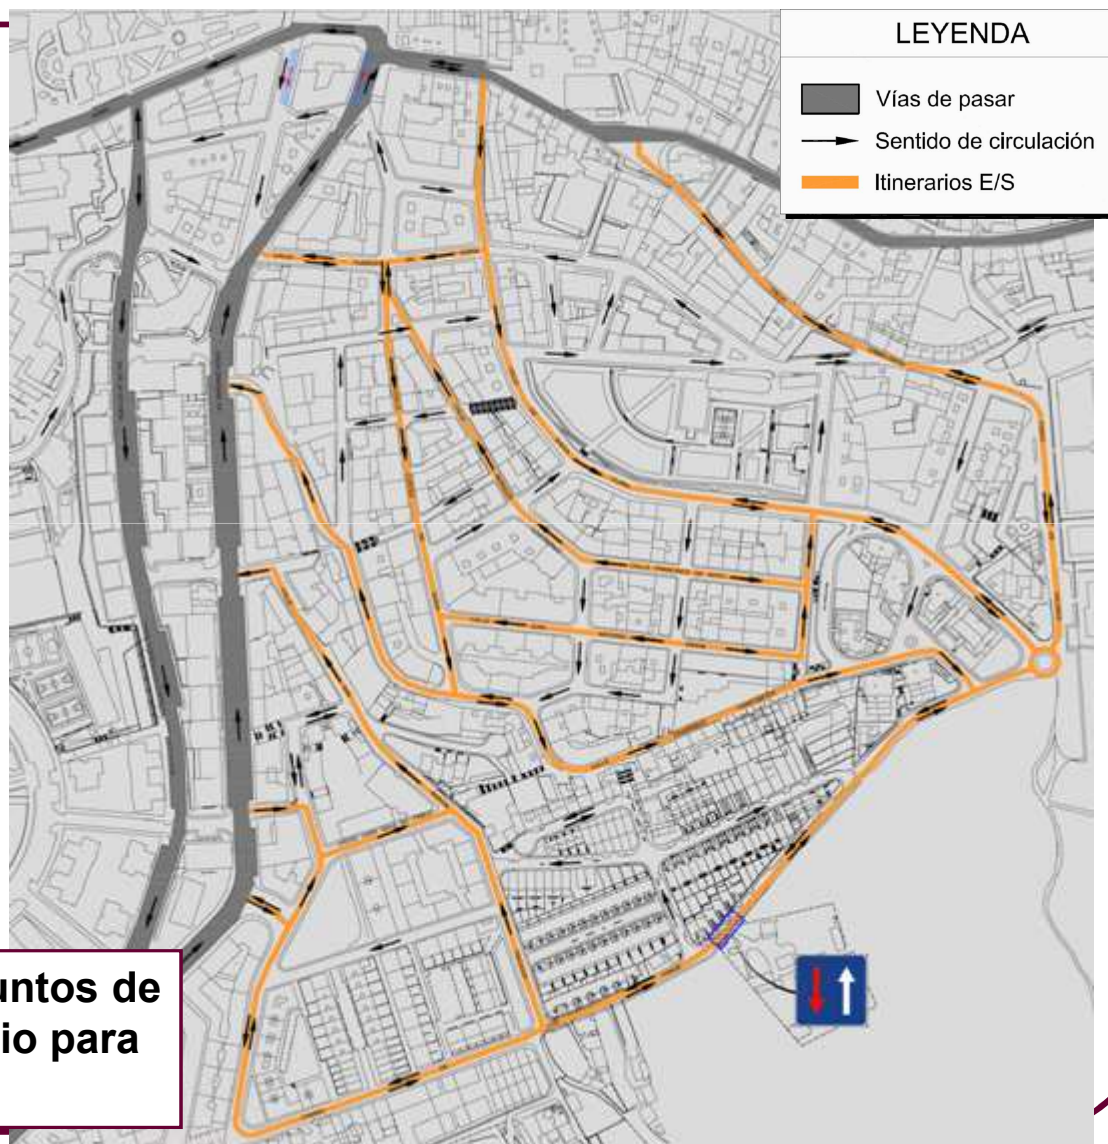 LEYENDA
Vías de pasar
Sentido de circulación
Itinerarios E/S
untos de
io para